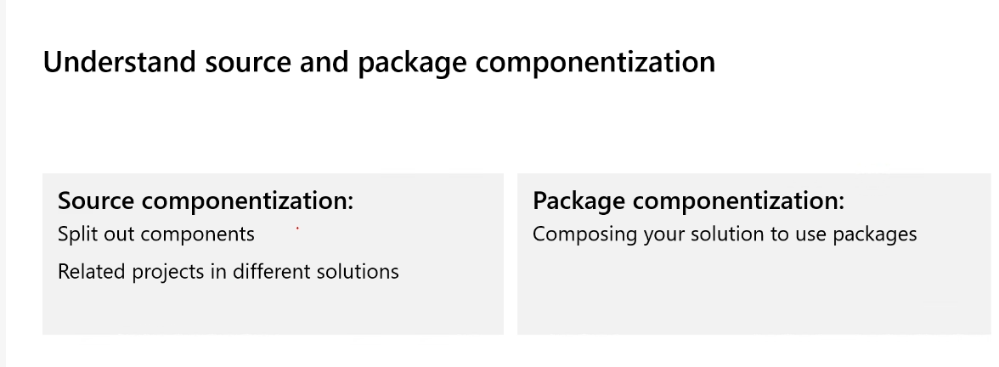 Understand source and package componentization
Source componentization:
Split out components
Related projects in different solutions
Package componentization:
Composing your solution to use packages